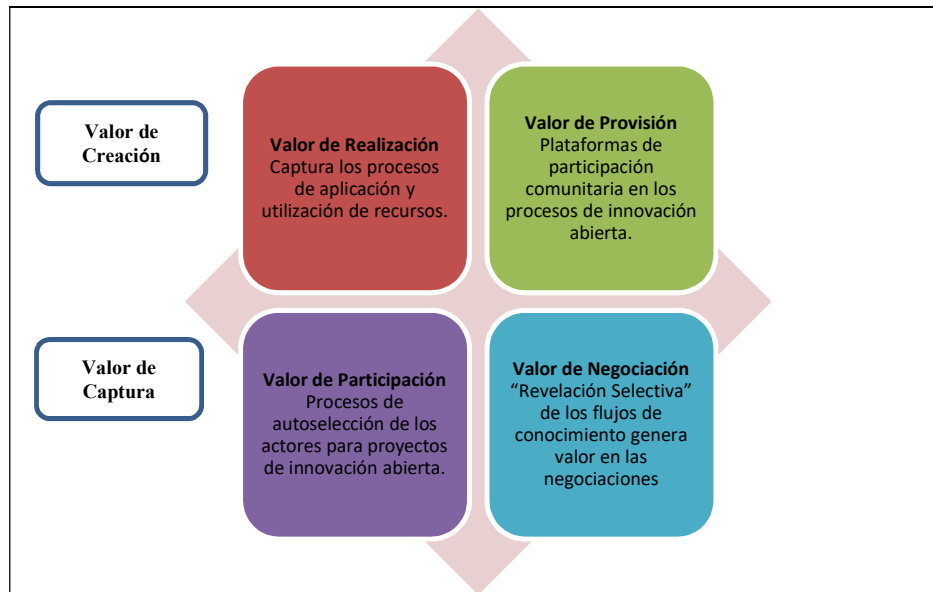 Valor de
Creación
Valor de Realización
Captura los procesos
de aplicación y
utilización de recursos.
Valor de Provisión
Plataformas de
participación
comunitaria en los
procesos de innovación
abierta.
Valor de
Captura
Valor de Participación
Procesos de
autoselección de los
actores para proyectos
de innovación abierta.
Valor de Negociación
“Revelación Selectiva”
de los flujos de
conocimiento genera
valor en las
negociaciones